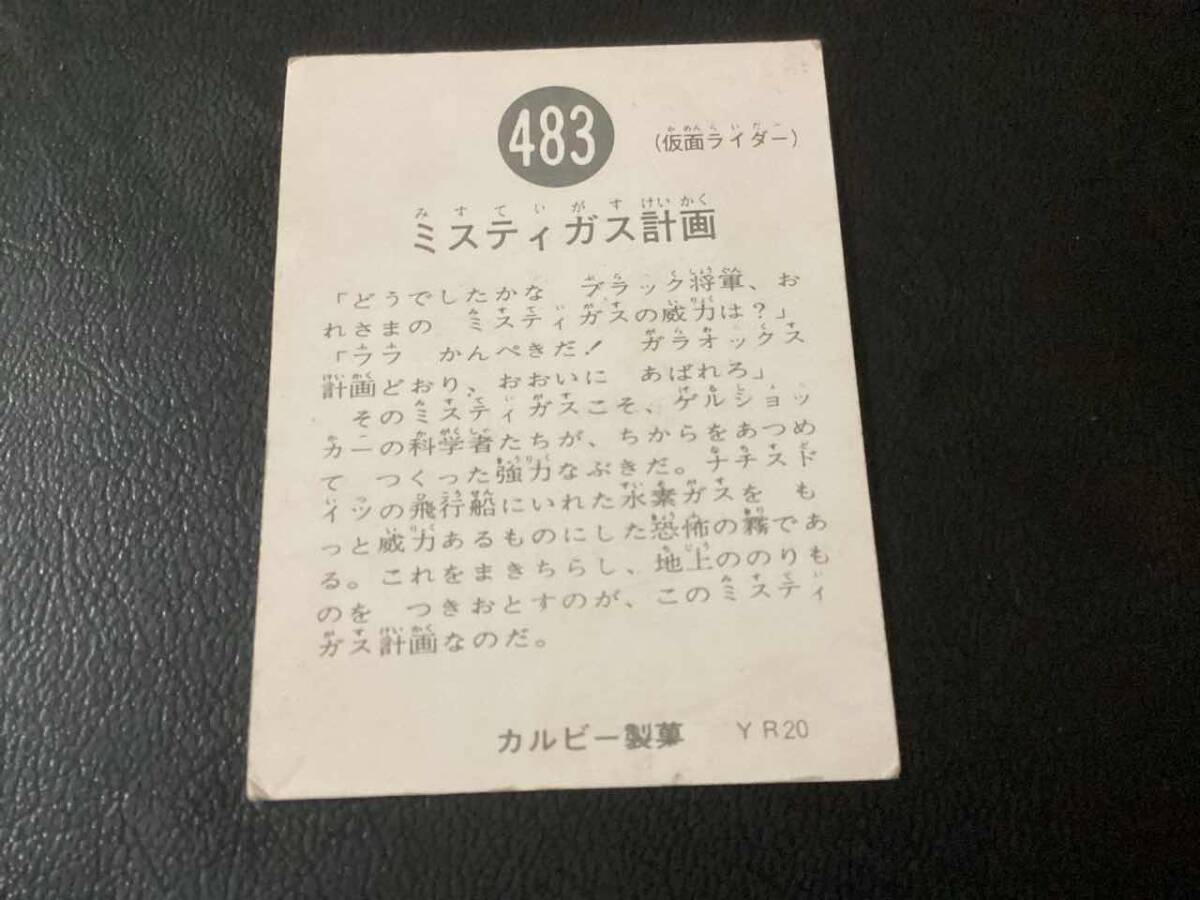 483
(仮面ライダー)
ミスティガス計画
「どうでしたかな ブラック将軍、お
れさまの ミスティガスの威力は?」
「フフ かんぺきだ! ガラオックス
計画どおり、おおいに あばれろ」
そのミスティガスこそ、ゲルショッ
カーの科学者たちが、ちからをあつめ
て つくった強力なぶきだ。ナチスド
イツの飛行船にいれた水素ガスを も
っと威力あるものにした恐怖の霧であ
る。これをまきちらし、地上ののりも
のを つきおとすのが、このミスティ
ガス計画なのだ。
カルビー製菓 YR20